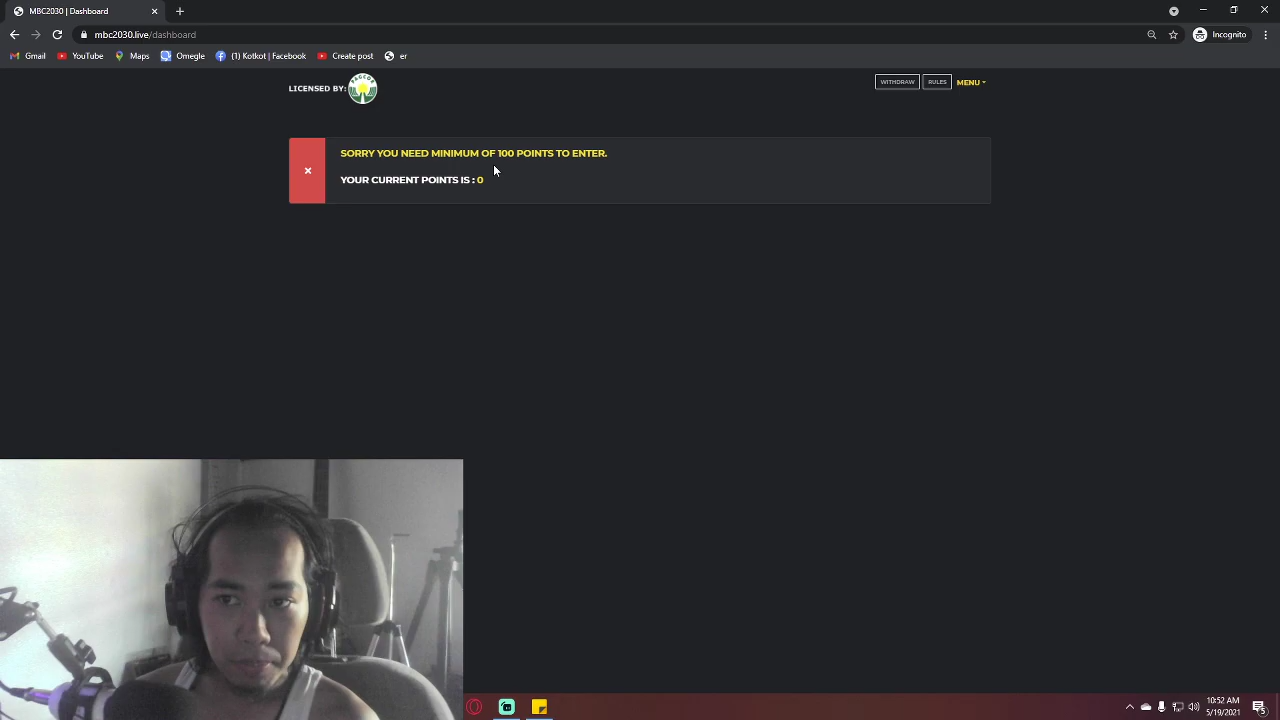 MBC2030 | Dashboard
mbc2030.live/dashboard
Incognito
Gmail
YouTube
Maps
Omegle
(1) Kotkot | Facebook
Create post
er
LICENSED BY:
PAGCOR
WITHDRAW
RULES
MENU
SORRY YOU NEED MINIMUM OF 100 POINTS TO ENTER.
YOUR CURRENT POINTS IS : 0
10:52 AM
5/19/2021